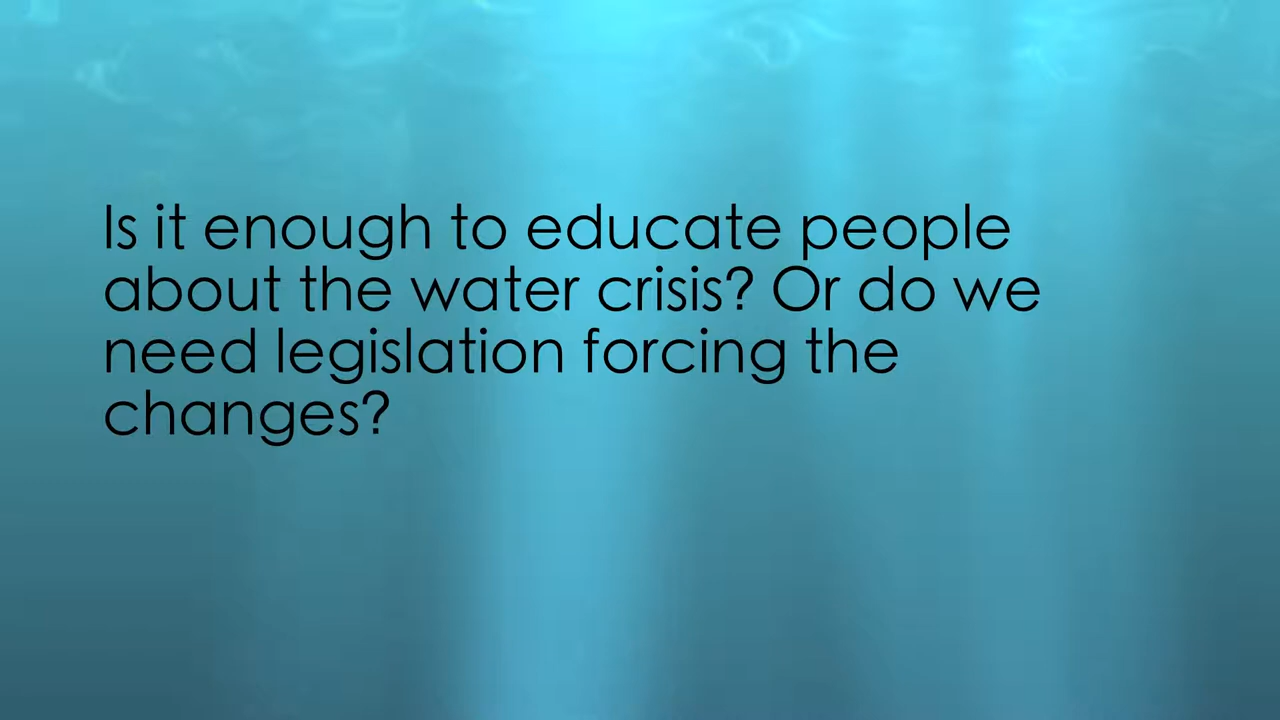 Is it enough to educate people
about the water crisis? Or do we
need legislation forcing the
changes?